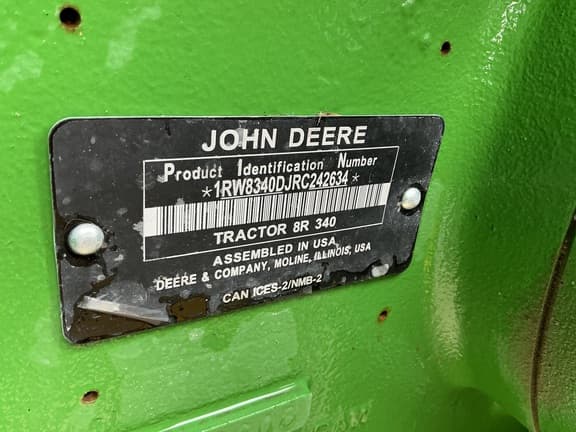 JOHN DEERE
Product Identification Number
*1RW8340DJRC242634*
TRACTOR 8R 340
ASSEMBLED IN USA
DEERE & COMPANY, MOLINE, ILLINOIS, USA
CAN ICES-2/NMB-2